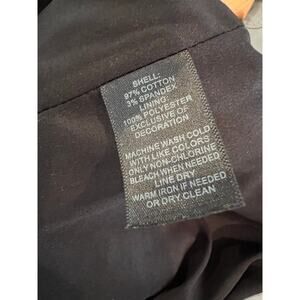 SHELL:
97% COTTON
3% SPANDEX
LINING:
100% POLYESTER
EXCLUSIVE OF
DECORATION
MACHINE WASH COLD
WITH LIKE COLORS
ONLY NON-CHLORINE
BLEACH WHEN NEEDED
LINE DRY
WARM IRON IF NEEDED
OR DRY CLEAN